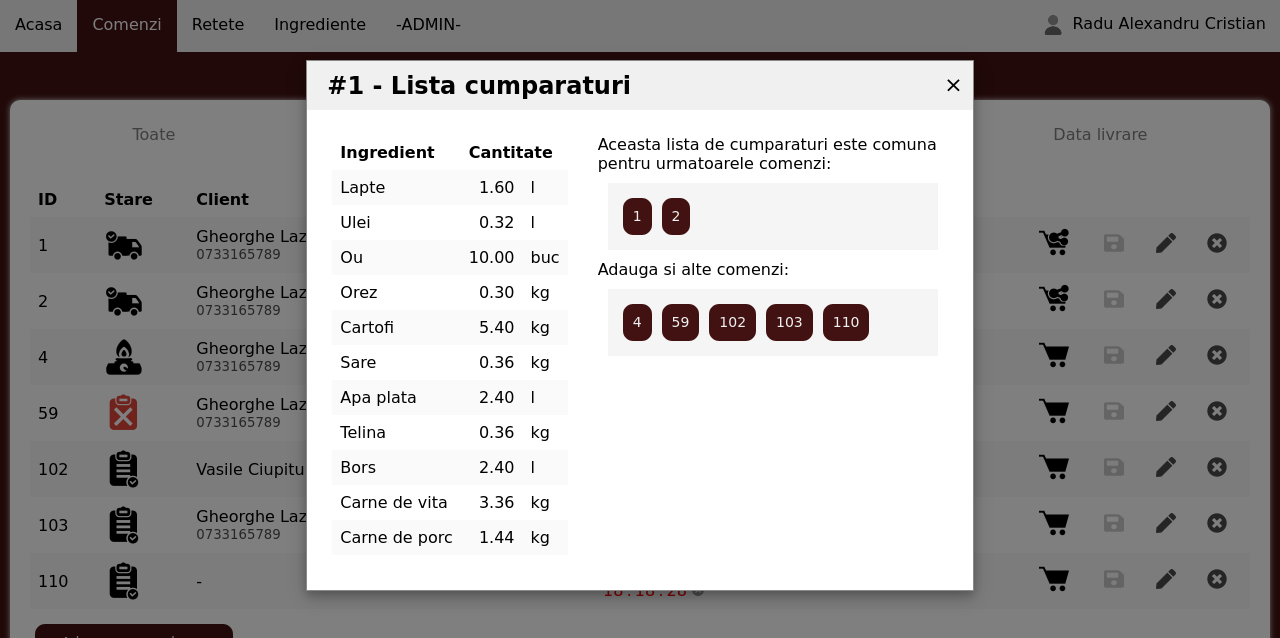 Acasa Comenzi Retete Ingrediente -ADMIN- Radu Alexandru Cristian
#1 - Lista cumparaturi
Toate Data livrare
Ingredient Cantitate
Lapte 1.60 l
Ulei 0.32 l
Ou 10.00 buc
Orez 0.30 kg
Cartofi 5.40 kg
Sare 0.36 kg
Apa plata 2.40 l
Telina 0.36 kg
Bors 2.40 l
Carne de vita 3.36 kg
Carne de porc 1.44 kg
Aceasta lista de cumparaturi este comuna
pentru urmatoarele comenzi:
1 2
Adauga si alte comenzi:
4 59 102 103 110
ID Stare Client
1 Gheorghe Laz
0733165789
2 Gheorghe Laz
0733165789
4 Gheorghe Laz
0733165789
59 Gheorghe Laz
0733165789
102 Vasile Ciupitu
103 Gheorghe Laz
0733165789
110 -